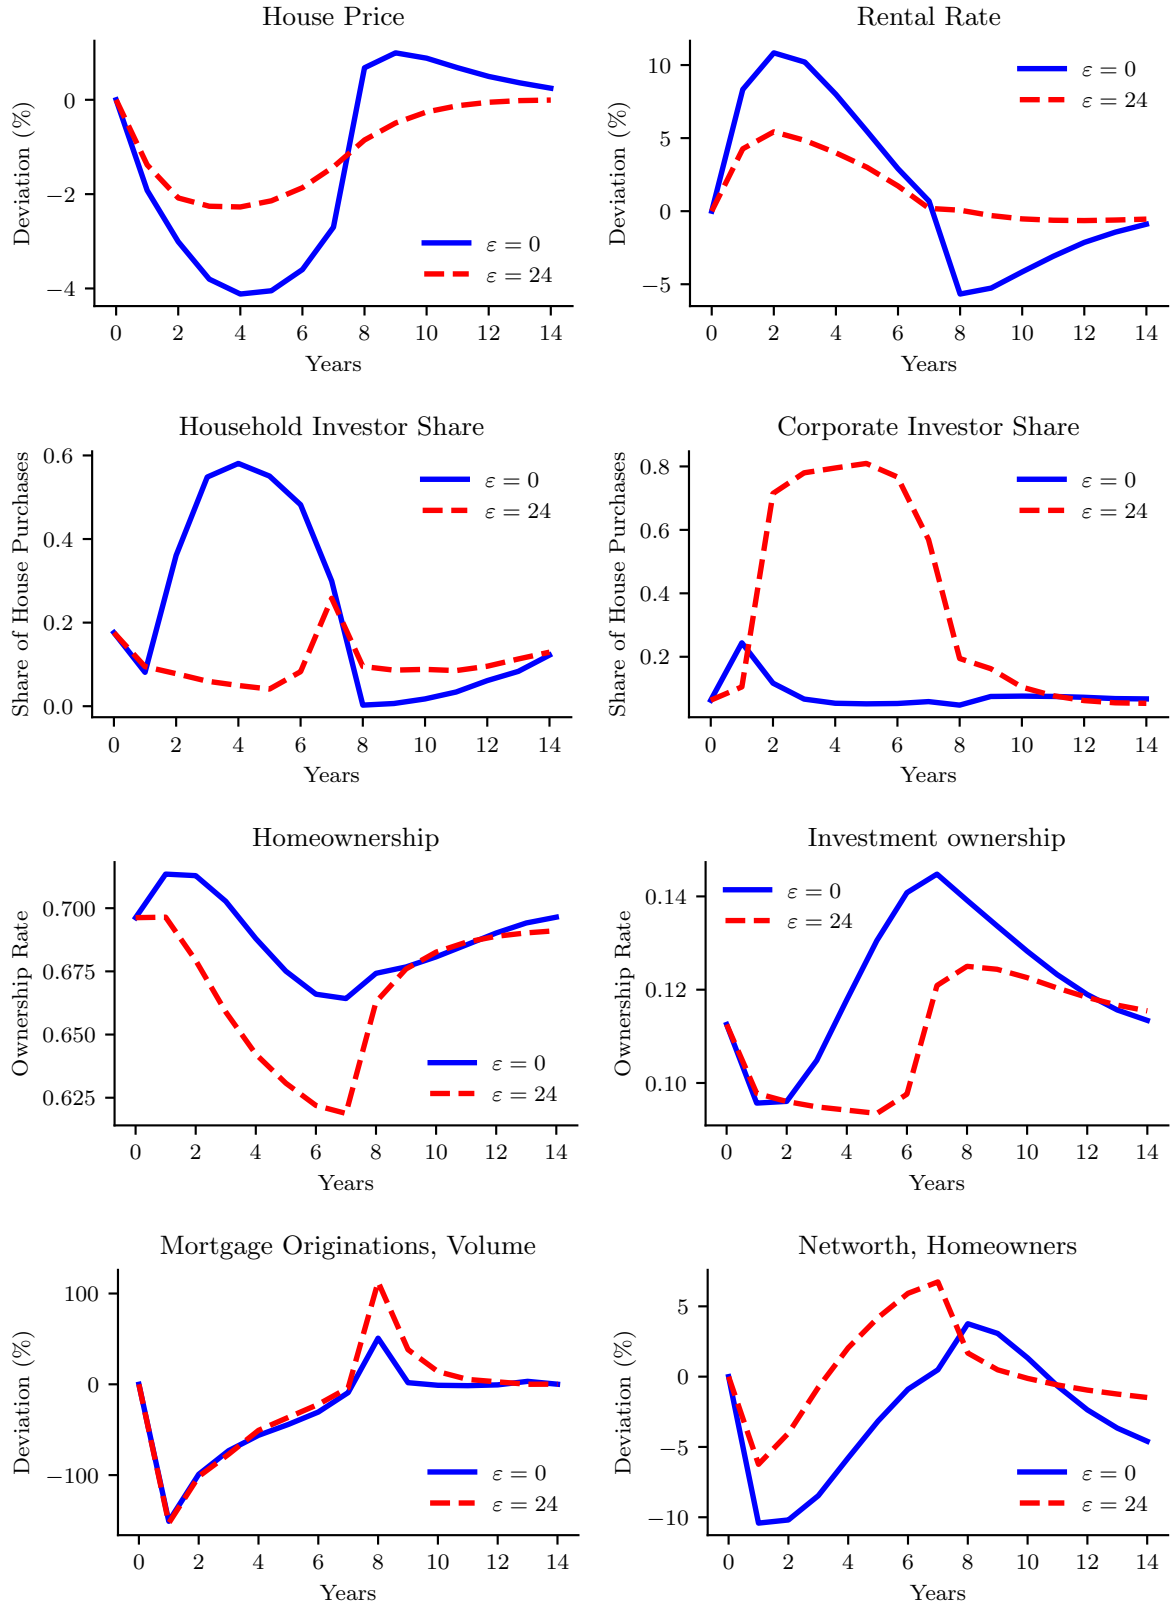 House Price
Deviation (%)
0
−2
−4
ε = 0
ε = 24
0 2 4 6 8 10 12 14
Years
Rental Rate
Deviation (%)
10
5
0
−5
ε = 0
ε = 24
0 2 4 6 8 10 12 14
Years
Household Investor Share
Share of House Purchases
0.6
0.4
0.2
0.0
ε = 0
ε = 24
0 2 4 6 8 10 12 14
Years
Corporate Investor Share
Share of House Purchases
0.8
0.6
0.4
0.2
ε = 0
ε = 24
0 2 4 6 8 10 12 14
Years
Homeownership
Ownership Rate
0.700
0.675
0.650
0.625
ε = 0
ε = 24
0 2 4 6 8 10 12 14
Years
Investment ownership
Ownership Rate
0.14
0.12
0.10
ε = 0
ε = 24
0 2 4 6 8 10 12 14
Years
Mortgage Originations, Volume
Deviation (%)
100
0
−100
ε = 0
ε = 24
0 2 4 6 8 10 12 14
Years
Networth, Homeowners
Deviation (%)
5
0
−5
−10
ε = 0
ε = 24
0 2 4 6 8 10 12 14
Years